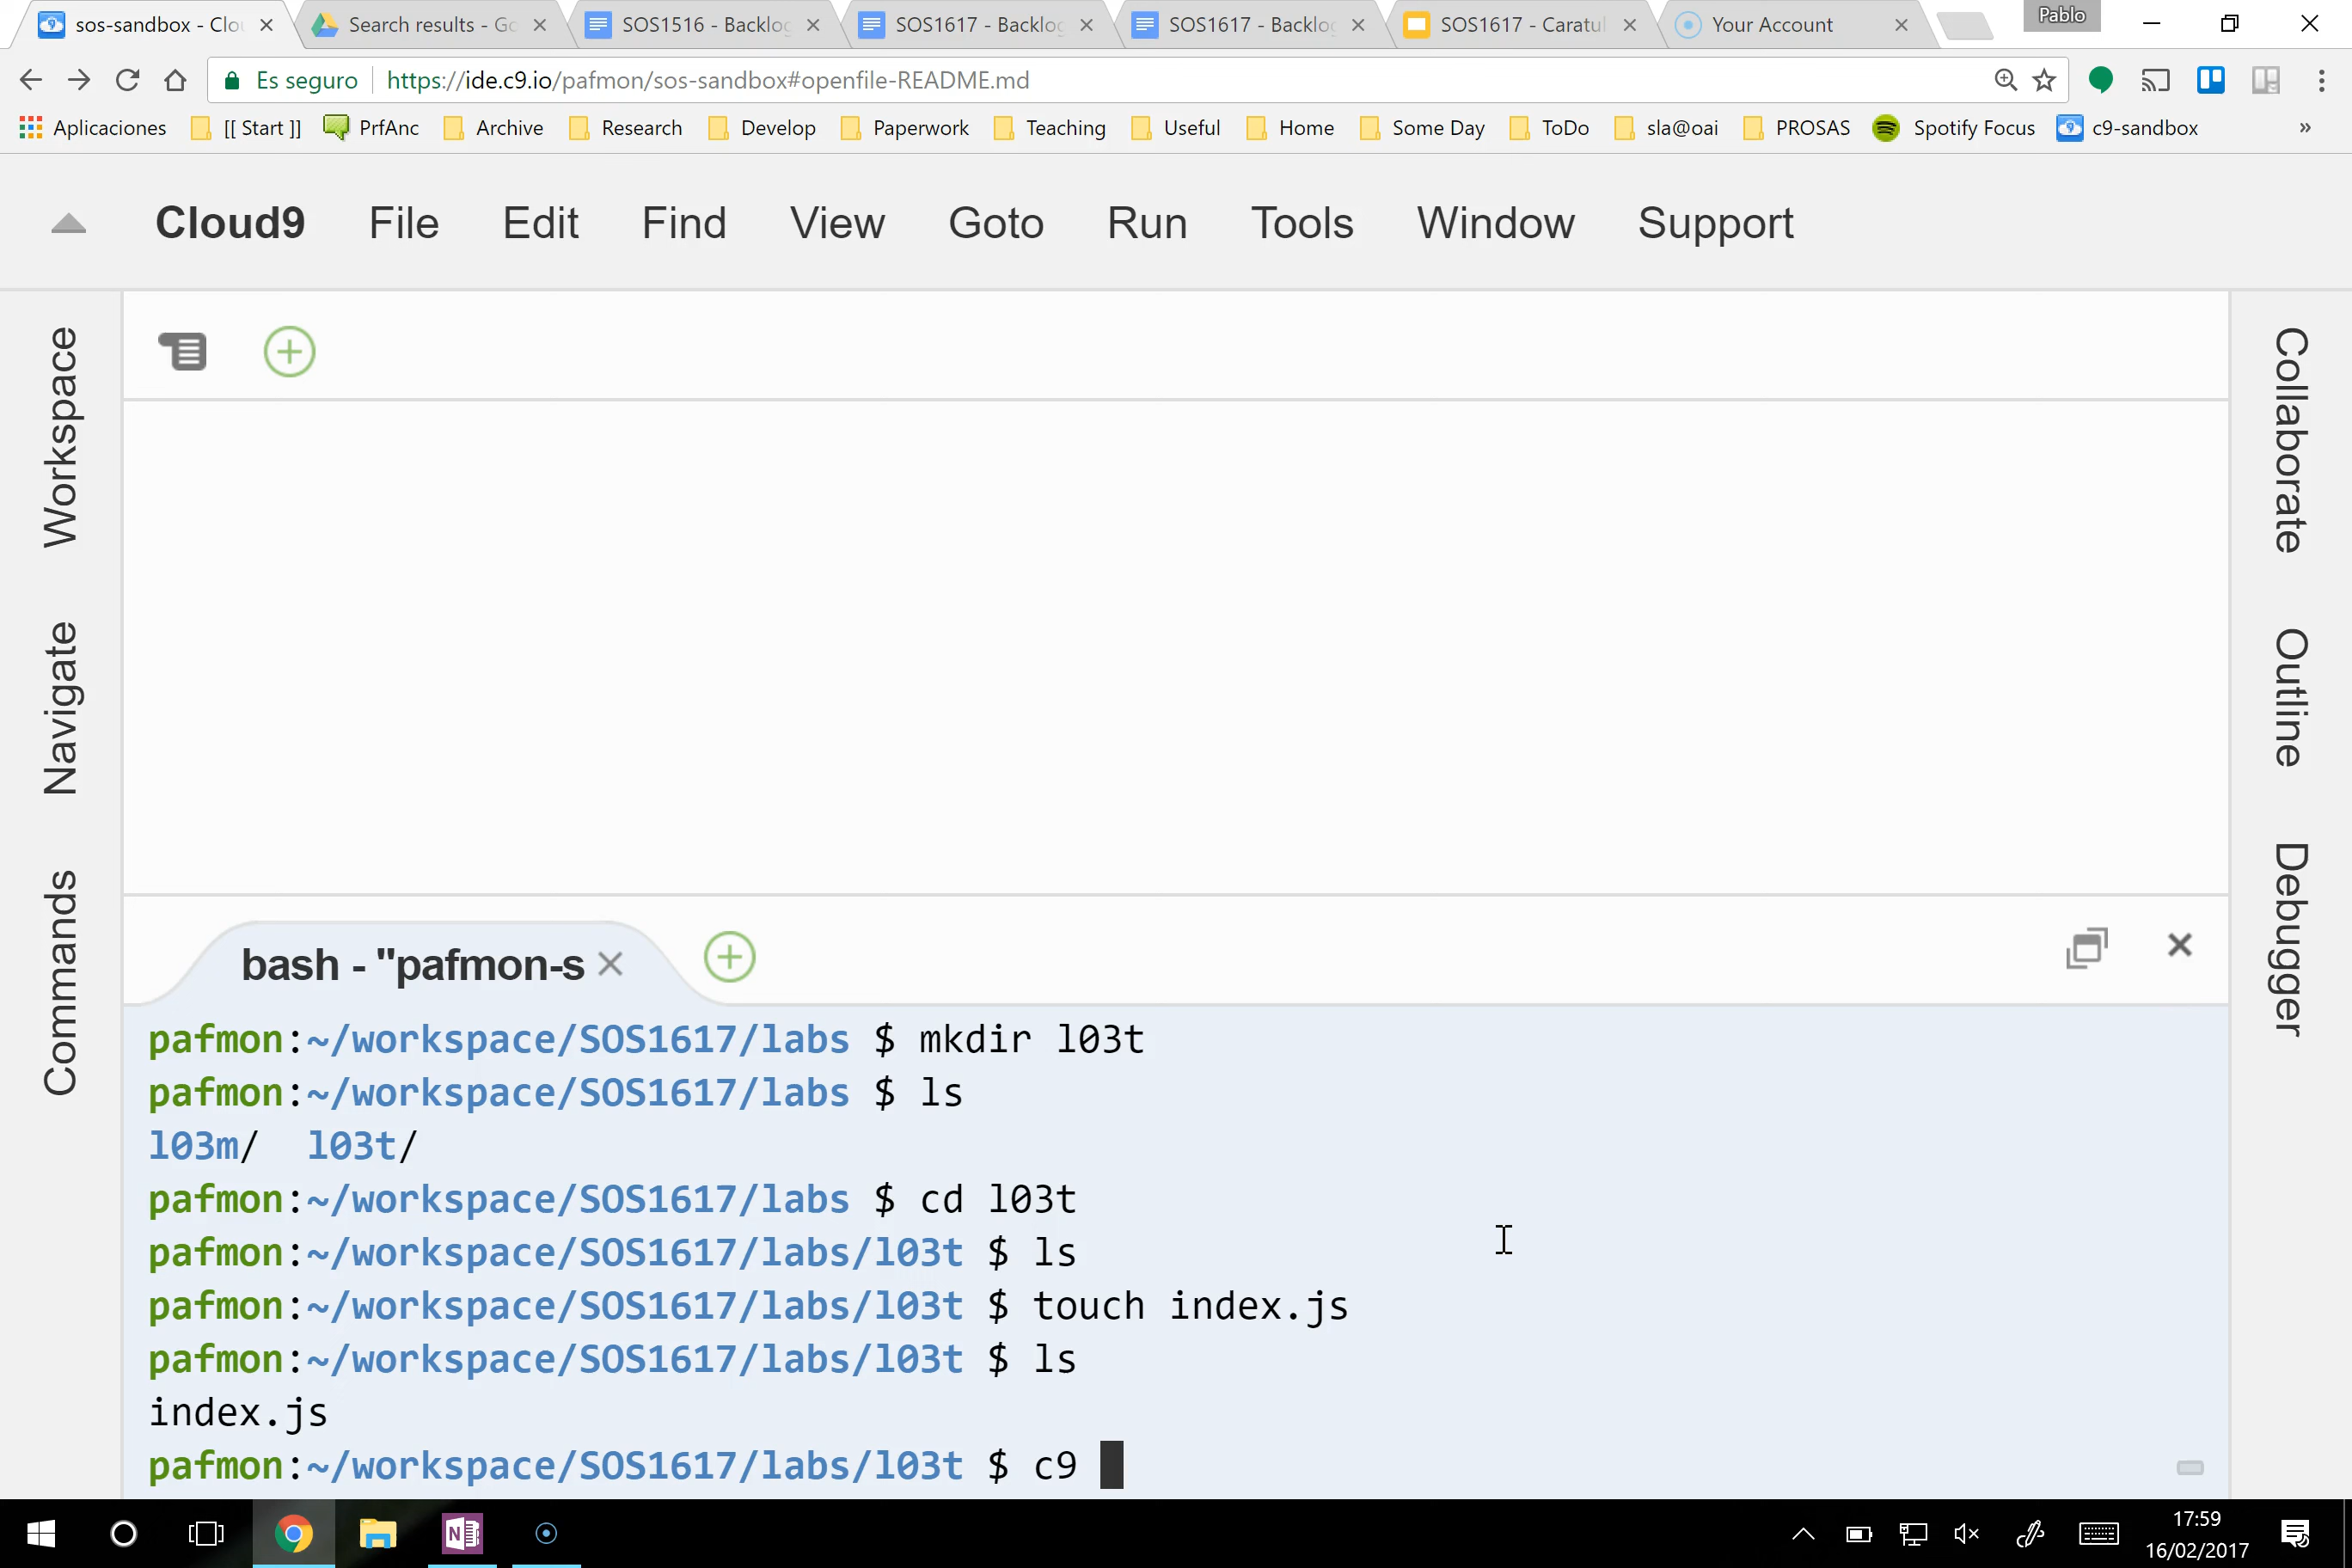 sos-sandbox - Clo
Search results - Go
SOS1516 - Backlog
SOS1617 - Backlog
SOS1617 - Backlog
SOS1617 - Caratul
Your Account
Pablo
Es seguro
https://ide.c9.io/pafmon/sos-sandbox#openfile-README.md
Aplicaciones
[[ Start ]]
PrfAnc
Archive
Research
Develop
Paperwork
Teaching
Useful
Home
Some Day
ToDo
sla@oai
PROSAS
Spotify Focus
c9-sandbox
»
Cloud9 File Edit Find View Goto Run Tools Window Support
Workspace
Navigate
Commands
Collaborate
Outline
Debugger
bash - "pafmon-s
pafmon:~/workspace/SOS1617/labs $ mkdir l03t
pafmon:~/workspace/SOS1617/labs $ ls
l03m/  l03t/
pafmon:~/workspace/SOS1617/labs $ cd l03t
pafmon:~/workspace/SOS1617/labs/l03t $ ls
pafmon:~/workspace/SOS1617/labs/l03t $ touch index.js
pafmon:~/workspace/SOS1617/labs/l03t $ ls
index.js
pafmon:~/workspace/SOS1617/labs/l03t $ c9
17:59
16/02/2017